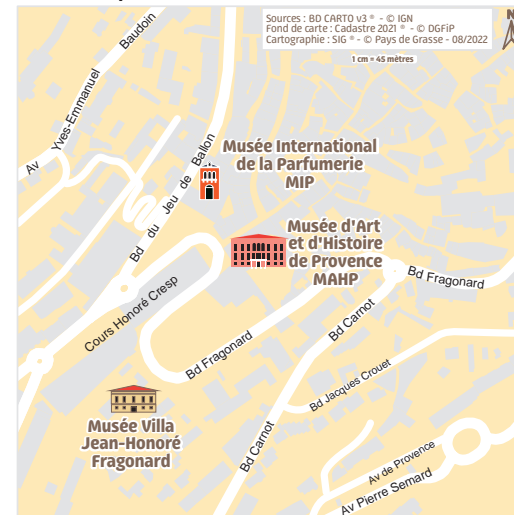 Sources : BD CARTO v3 ® - © IGN
Fond de carte : Cadastre 2021 ® - © DGFiP
Cartographie : SIG ® - © Pays de Grasse - 08/2022
N
1 cm = 45 mètres
Av Yves-Emmanuel Baudoin
Bd du Jeu de Ballon
Musée International
de la Parfumerie
MIP
Musée d'Art
et d'Histoire
de Provence
MAHP
Bd Fragonard
Cours Honoré Cresp
Bd Carnot
Bd Fragonard
Bd Jacques Crouet
Musée Villa
Jean-Honoré
Fragonard
Bd Carnot
Av de Provence
Av Pierre Semard